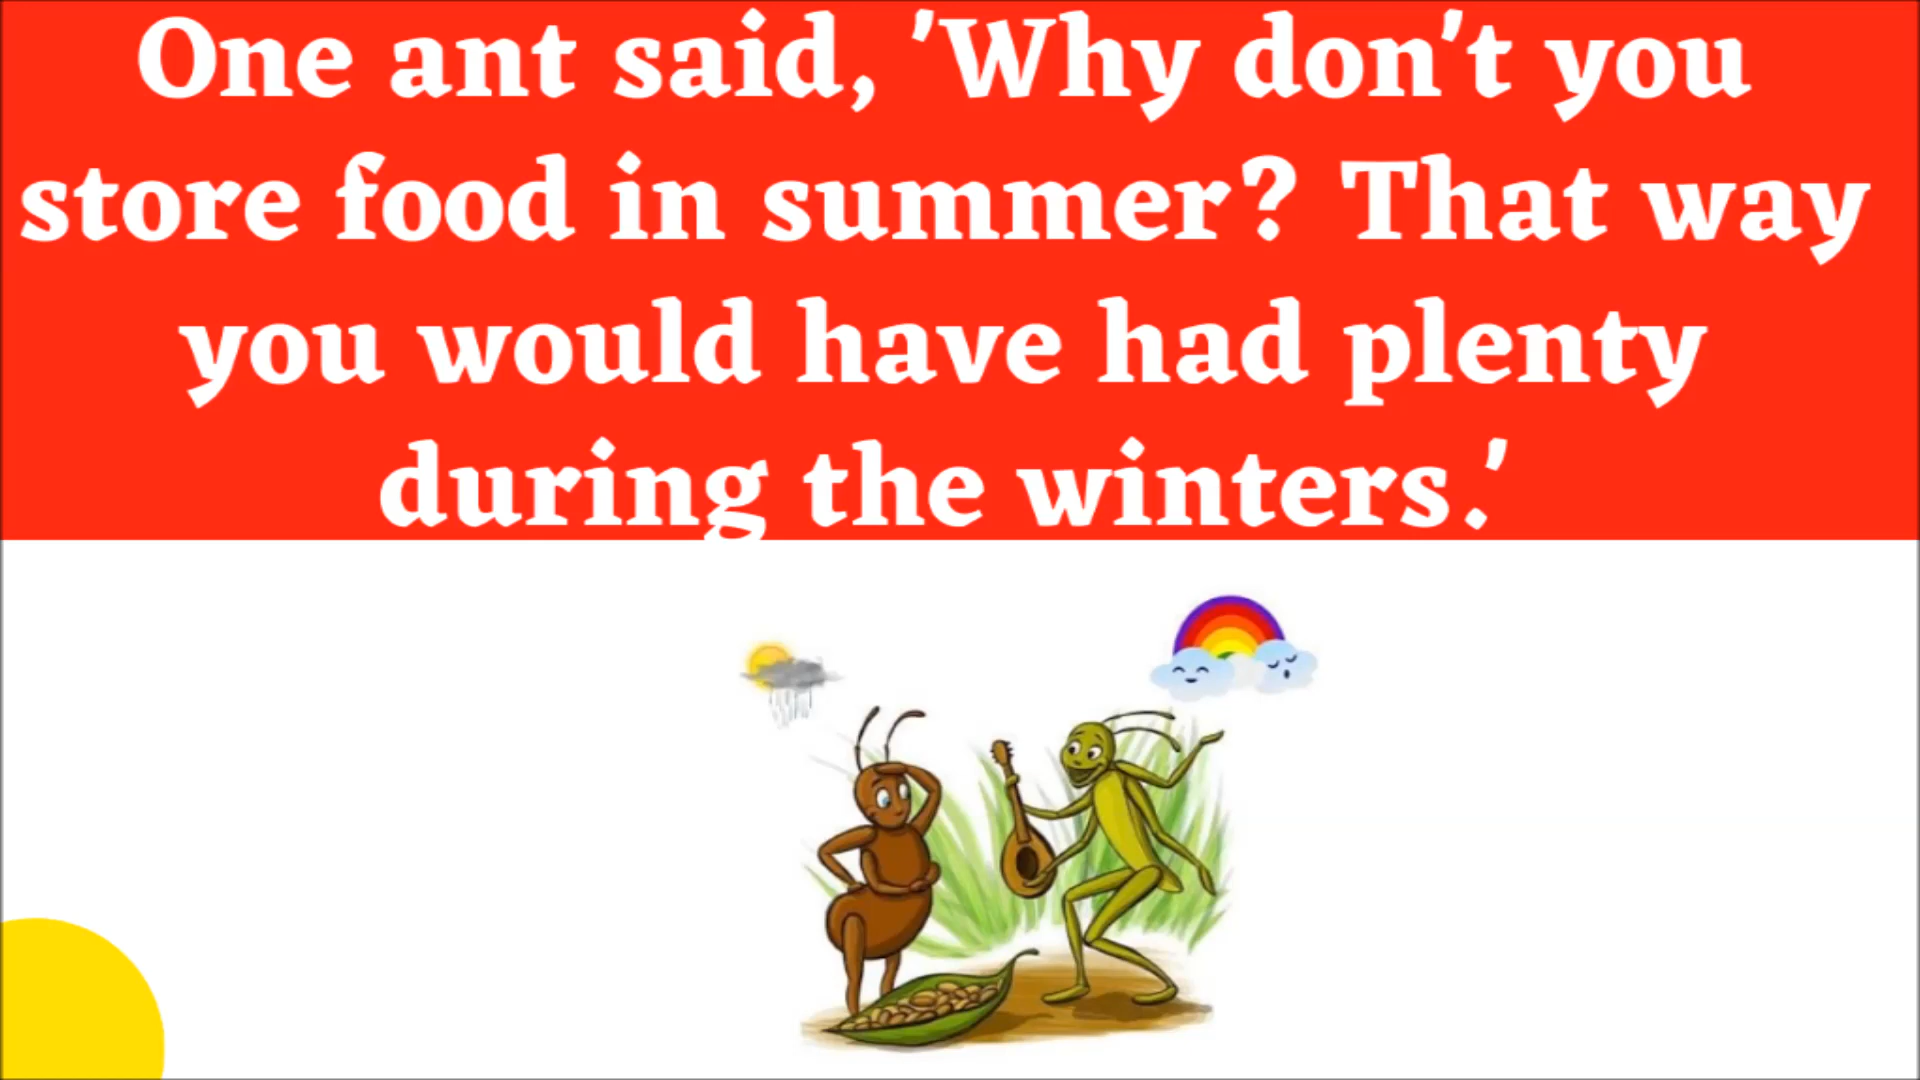 One ant said, 'Why don't you
store food in summer? That way
you would have had plenty
during the winters.'